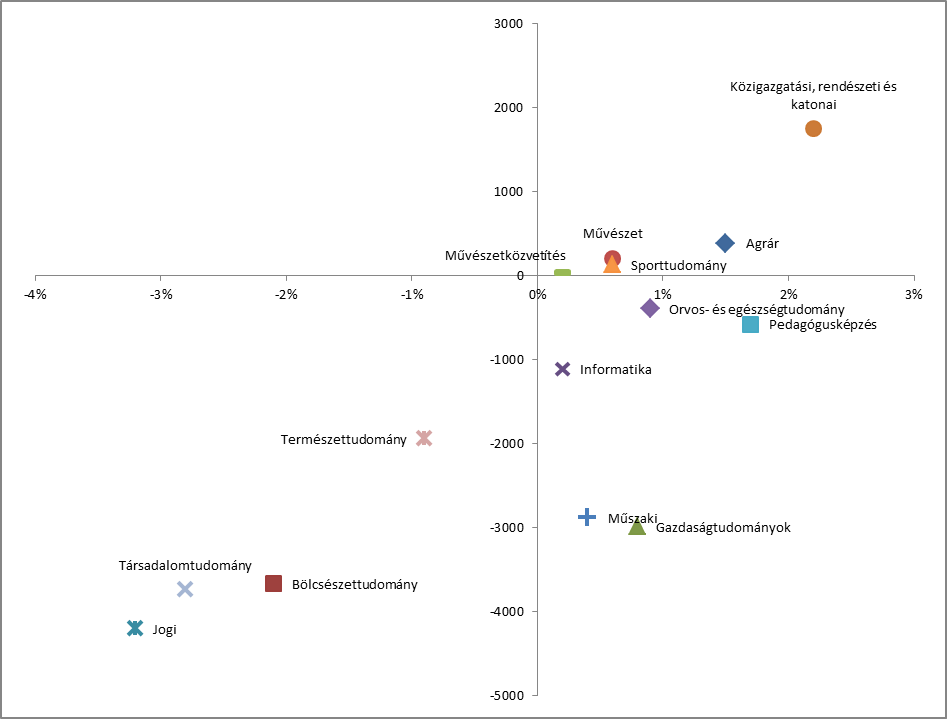 3000
Közigazgatási, rendészeti és
katonai
2000
1000
Művészet
Agrár
Művészetközvetítés
Sporttudomány
0
-4%
-3%
-2%
-1%
0%
1%
2%
3%
Orvos- és egészségtudomány
Pedagógusképzés
-1000
Informatika
Természettudomány
-2000
Műszaki
-3000
Gazdaságtudományok
Társadalomtudomány
Bölcsészettudomány
-4000
Jogi
-5000